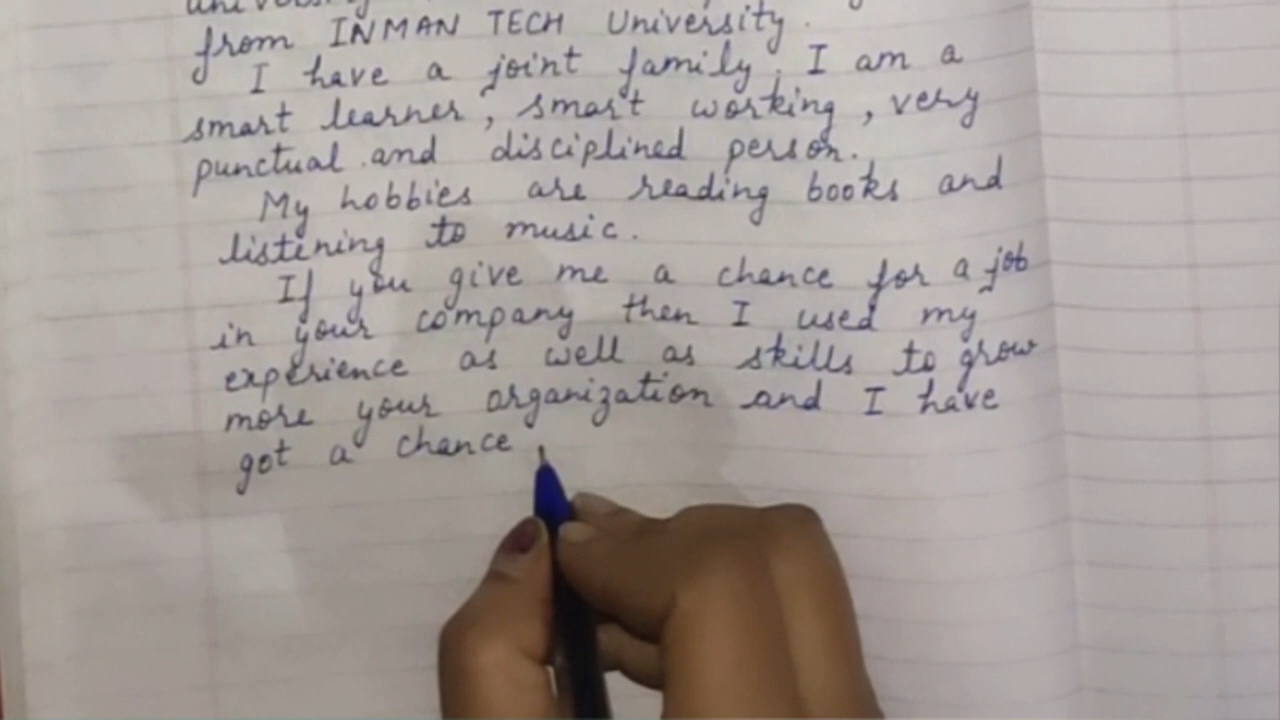 from INMAN TECH University.
I have a joint family. I am a
smart learner, smart working, very
punctual and disciplined person.
My hobbies are reading books and
listening to music.
If you give me a chance for a job
in your company then I used my
experience as well as skills to grow
more your organization and I have
got a chance